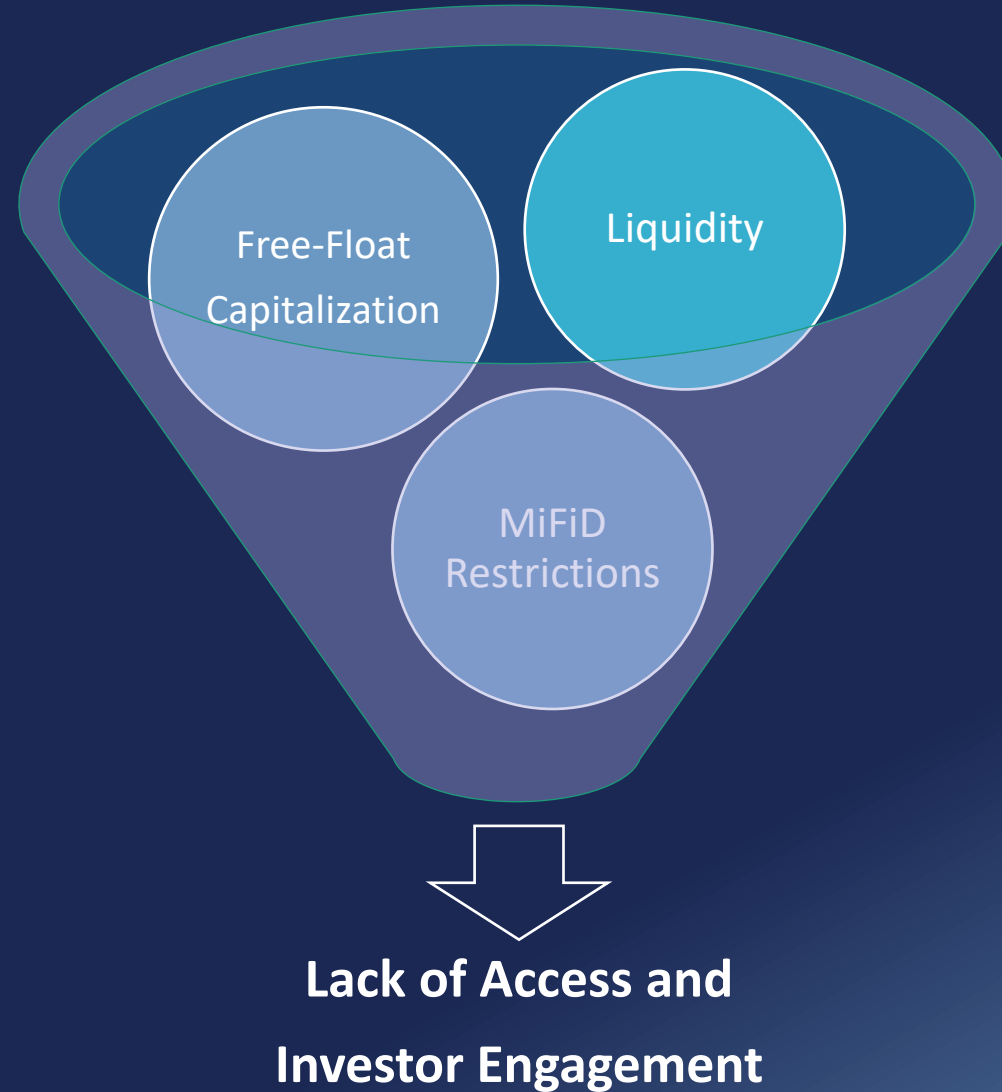 Free-Float
Capitalization
Liquidity
MiFiD
Restrictions
Lack of Access and
Investor Engagement